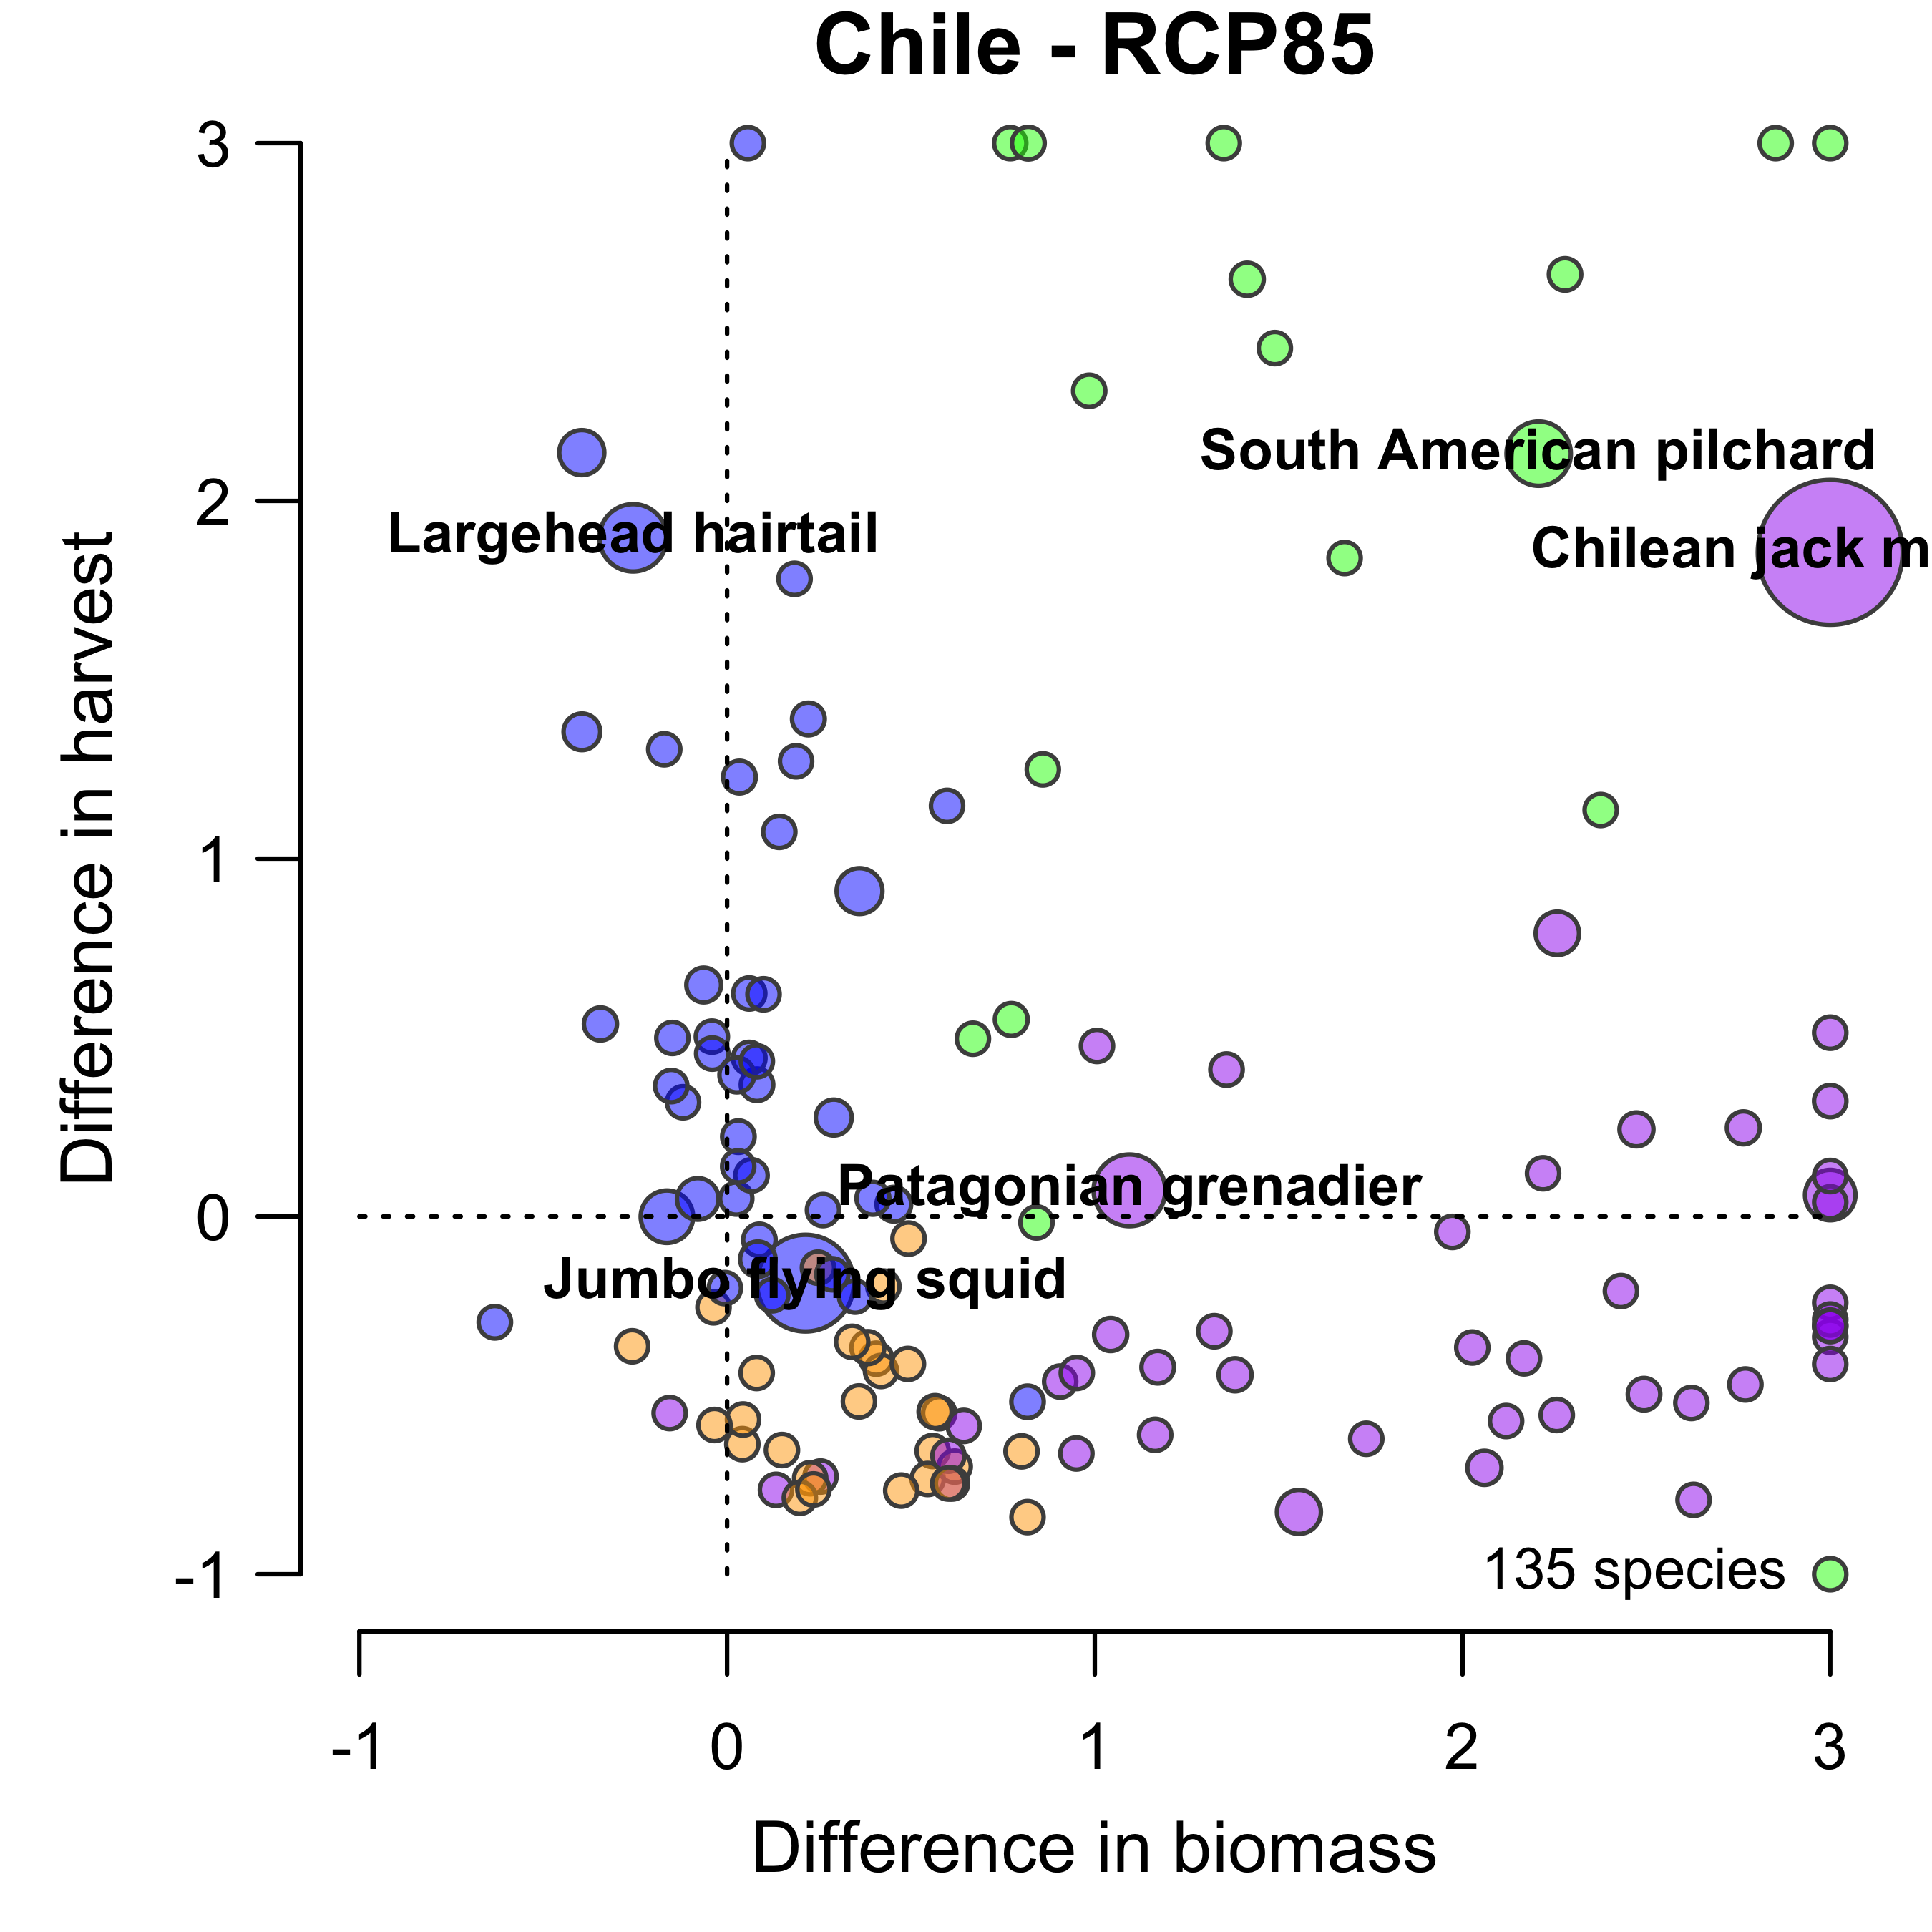 Chile - RCP85
3
2
1
0
-1
Difference in harvest
South American pilchard
Largehead hairtail
Chilean jack m
Patagonian grenadier
Jumbo flying squid
135 species
-1
0
1
2
3
Difference in biomass